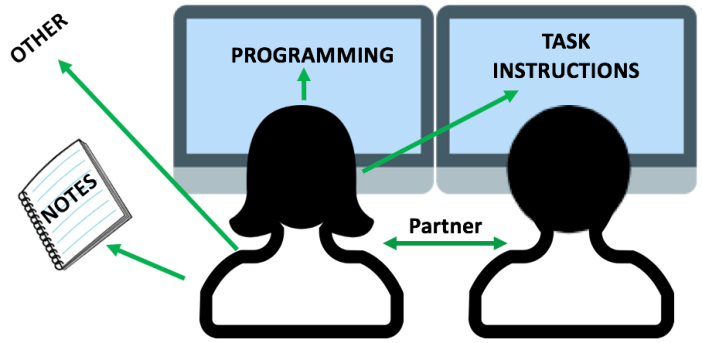 OTHER
PROGRAMMING
TASK
INSTRUCTIONS
NOTES
Partner